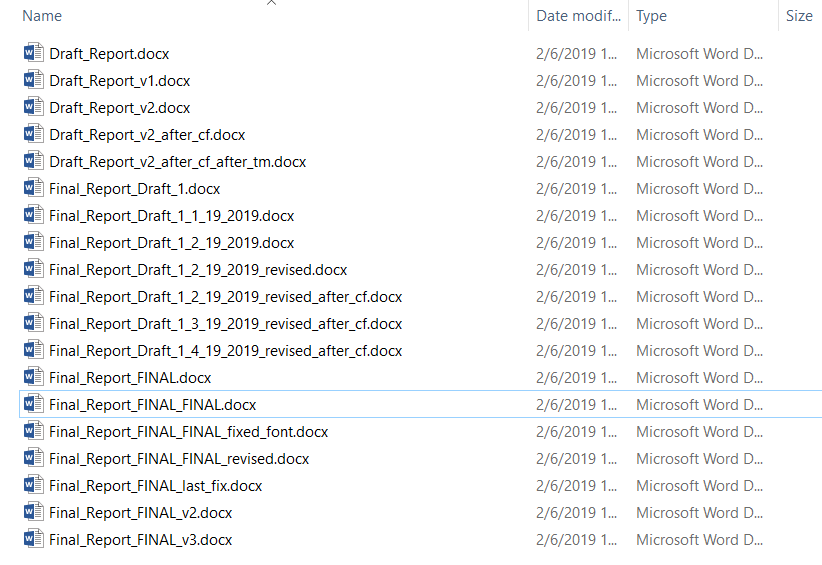 Name Date modif... Type Size
Draft_Report.docx 2/6/2019 1... Microsoft Word D...
Draft_Report_v1.docx 2/6/2019 1... Microsoft Word D...
Draft_Report_v2.docx 2/6/2019 1... Microsoft Word D...
Draft_Report_v2_after_cf.docx 2/6/2019 1... Microsoft Word D...
Draft_Report_v2_after_cf_after_tm.docx 2/6/2019 1... Microsoft Word D...
Final_Report_Draft_1.docx 2/6/2019 1... Microsoft Word D...
Final_Report_Draft_1_1_19_2019.docx 2/6/2019 1... Microsoft Word D...
Final_Report_Draft_1_2_19_2019.docx 2/6/2019 1... Microsoft Word D...
Final_Report_Draft_1_2_19_2019_revised.docx 2/6/2019 1... Microsoft Word D...
Final_Report_Draft_1_2_19_2019_revised_after_cf.docx 2/6/2019 1... Microsoft Word D...
Final_Report_Draft_1_3_19_2019_revised_after_cf.docx 2/6/2019 1... Microsoft Word D...
Final_Report_Draft_1_4_19_2019_revised_after_cf.docx 2/6/2019 1... Microsoft Word D...
Final_Report_FINAL.docx 2/6/2019 1... Microsoft Word D...
Final_Report_FINAL_FINAL.docx 2/6/2019 1... Microsoft Word D...
Final_Report_FINAL_FINAL_fixed_font.docx 2/6/2019 1... Microsoft Word D...
Final_Report_FINAL_FINAL_revised.docx 2/6/2019 1... Microsoft Word D...
Final_Report_FINAL_last_fix.docx 2/6/2019 1... Microsoft Word D...
Final_Report_FINAL_v2.docx 2/6/2019 1... Microsoft Word D...
Final_Report_FINAL_v3.docx 2/6/2019 1... Microsoft Word D...